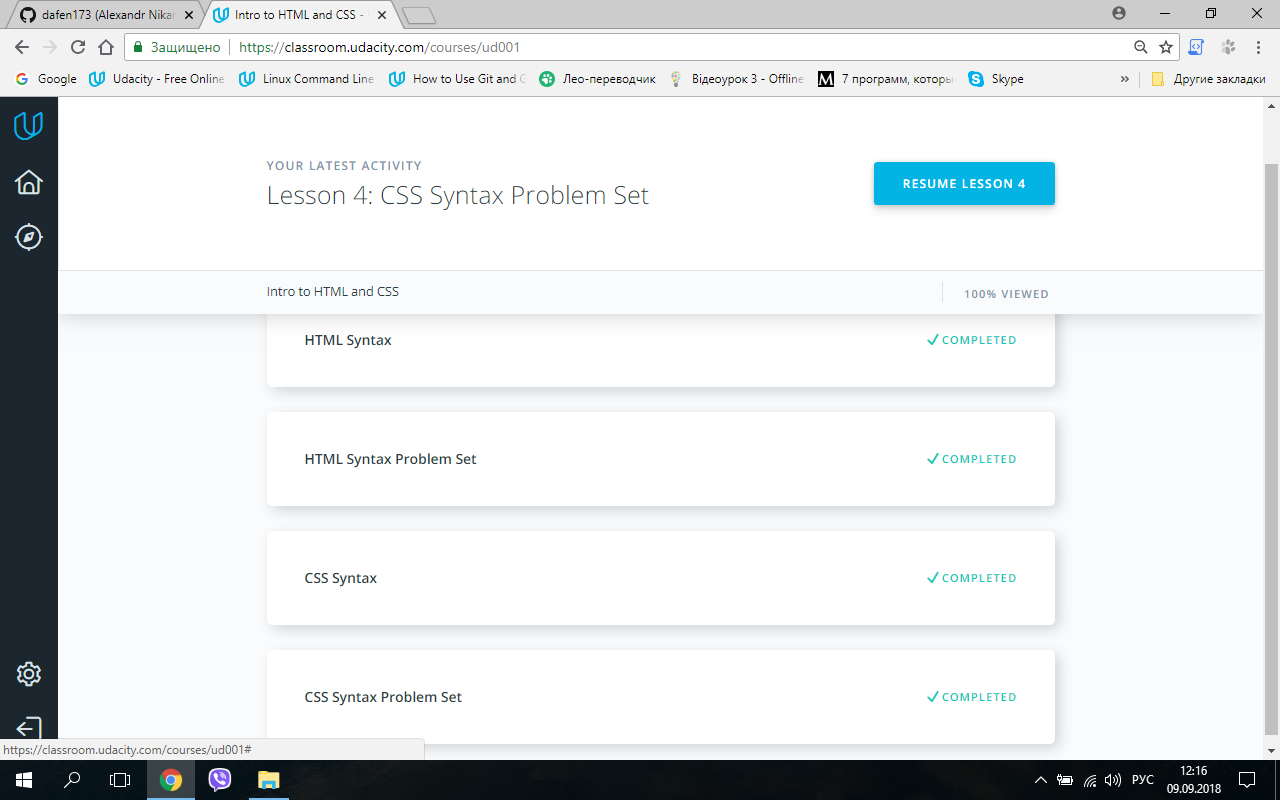 dafen173 (Alexandr Nika
Intro to HTML and CSS -
Защищено
https://classroom.udacity.com/courses/ud001
Google
Udacity - Free Online
Linux Command Line
How to Use Git and G
Лео-переводчик
Відеоурок 3 - Offline
M
7 программ, которы
Skype
»
Другие закладки
YOUR LATEST ACTIVITY
Lesson 4: CSS Syntax Problem Set
RESUME LESSON 4
Intro to HTML and CSS
100% VIEWED
HTML Syntax
COMPLETED
HTML Syntax Problem Set
COMPLETED
CSS Syntax
COMPLETED
CSS Syntax Problem Set
COMPLETED
https://classroom.udacity.com/courses/ud001#
РУС
12:16
09.09.2018